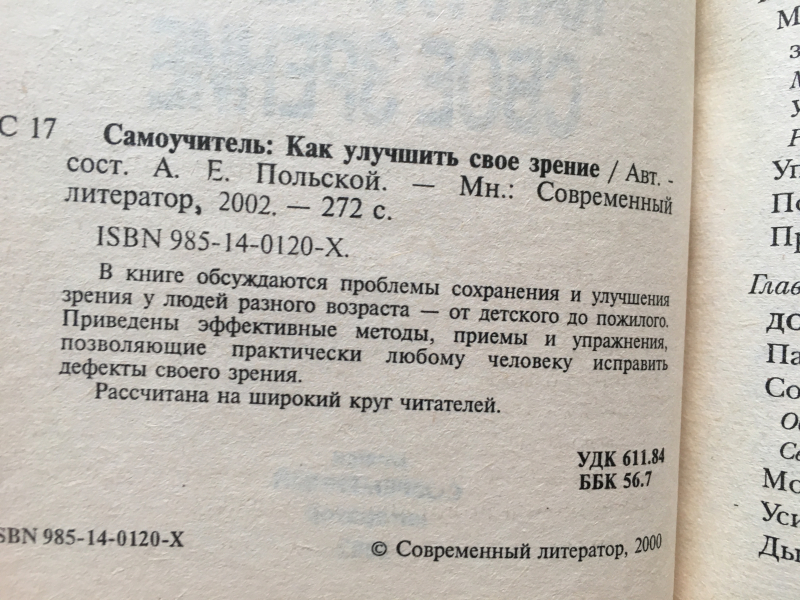 С 17
Самоучитель: Как улучшить свое зрение / Авт.-
сост. А. Е. Польской. — Мн.: Современный
литератор, 2002. — 272 с.
ISBN 985-14-0120-X.
В книге обсуждаются проблемы сохранения и улучшения
зрения у людей разного возраста — от детского до пожилого.
Приведены эффективные методы, приемы и упражнения,
позволяющие практически любому человеку исправить
дефекты своего зрения.
Рассчитана на широкий круг читателей.
УДК 611.84
ББК 56.7
ISBN 985-14-0120-X
© Современный литератор, 2000
Глав